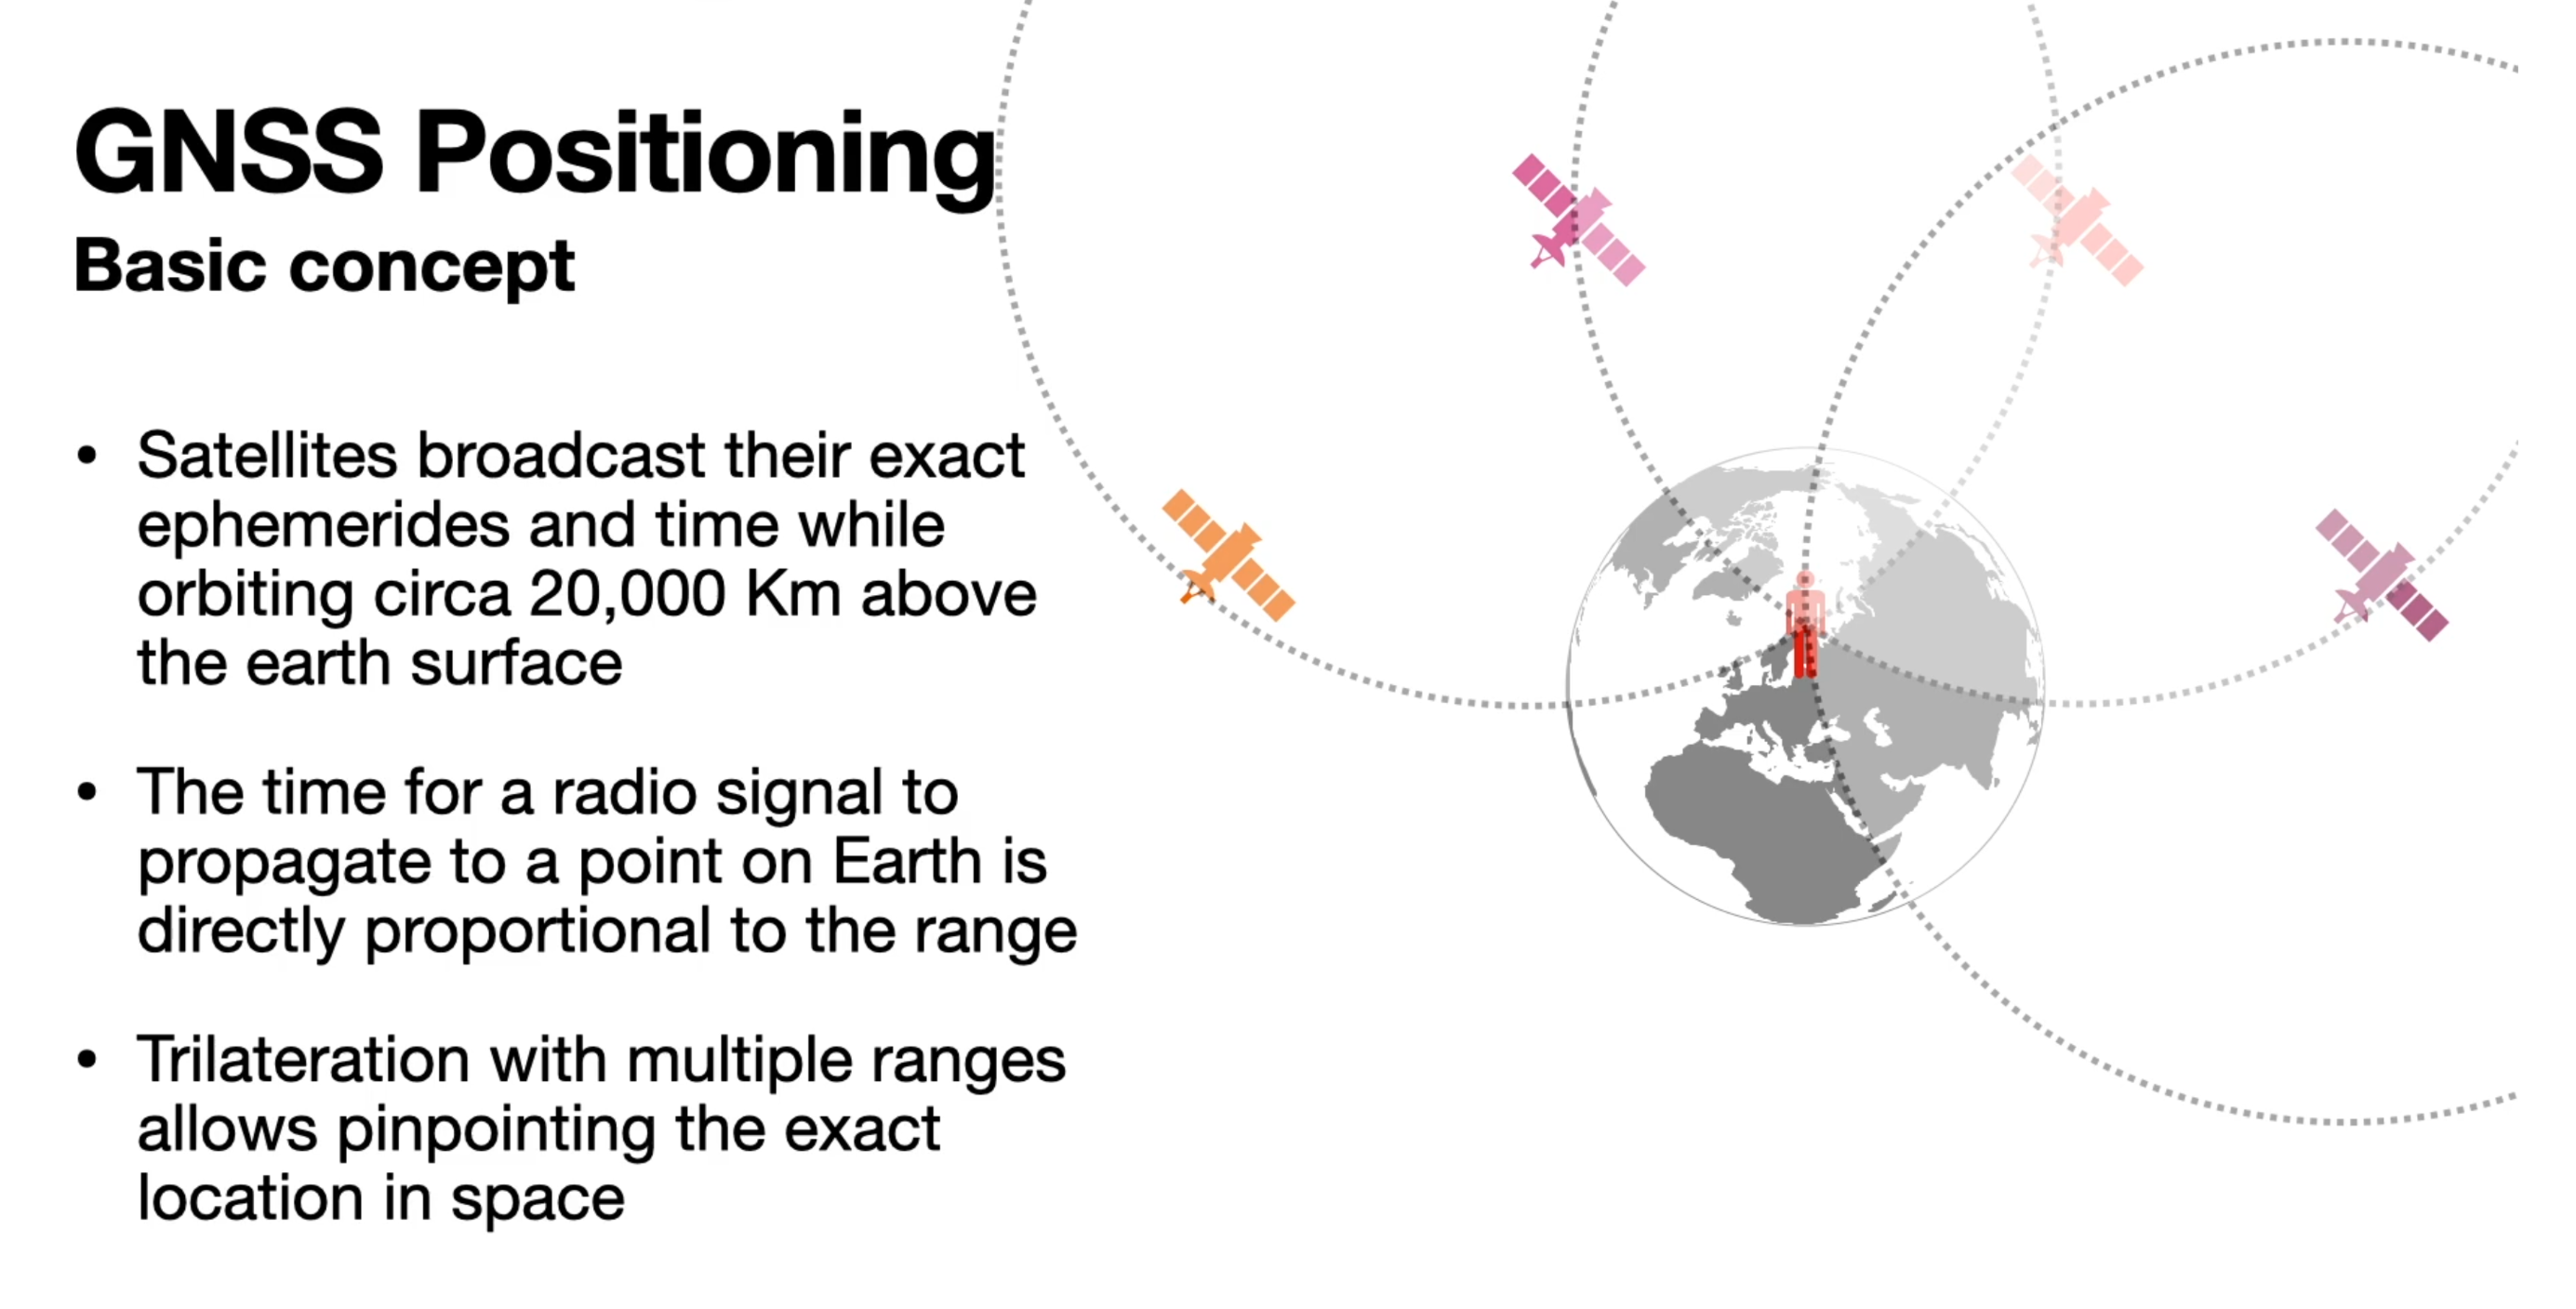 GNSS Positioning
Basic concept
• Satellites broadcast their exact
ephemerides and time while
orbiting circa 20,000 Km above
the earth surface
• The time for a radio signal to
propagate to a point on Earth is
directly proportional to the range
• Trilateration with multiple ranges
allows pinpointing the exact
location in space